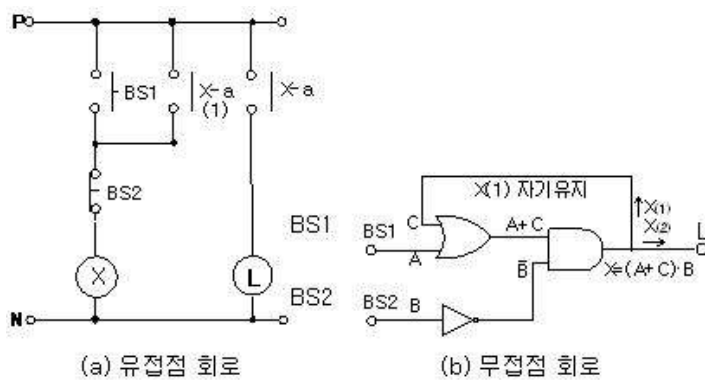 P
BS1
X-a
(1)
X-a
BS2
X
L
N
(a) 유접점 회로
BS1
BS2
X(1) 자기유지
C
BS1
A
A+C
X(1)
X(2)
L
B̅
X=(A+C)·B
BS2
B
(b) 무접점 회로